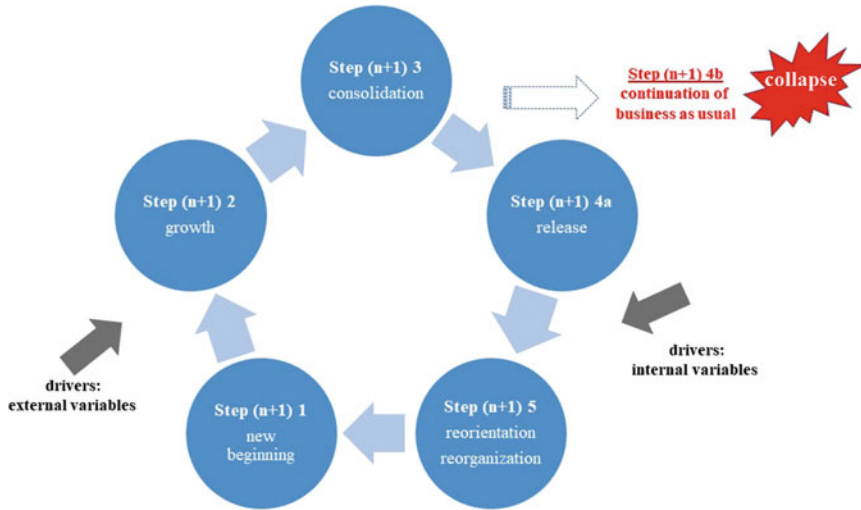 Step (n+1) 3
consolidation
Step (n+1) 4b
continuation of
business as usual
collapse
Step (n+1) 2
growth
Step (n+1) 4a
release
drivers:
external variables
drivers:
internal variables
Step (n+1) 1
new
beginning
Step (n+1) 5
reorientation
reorganization